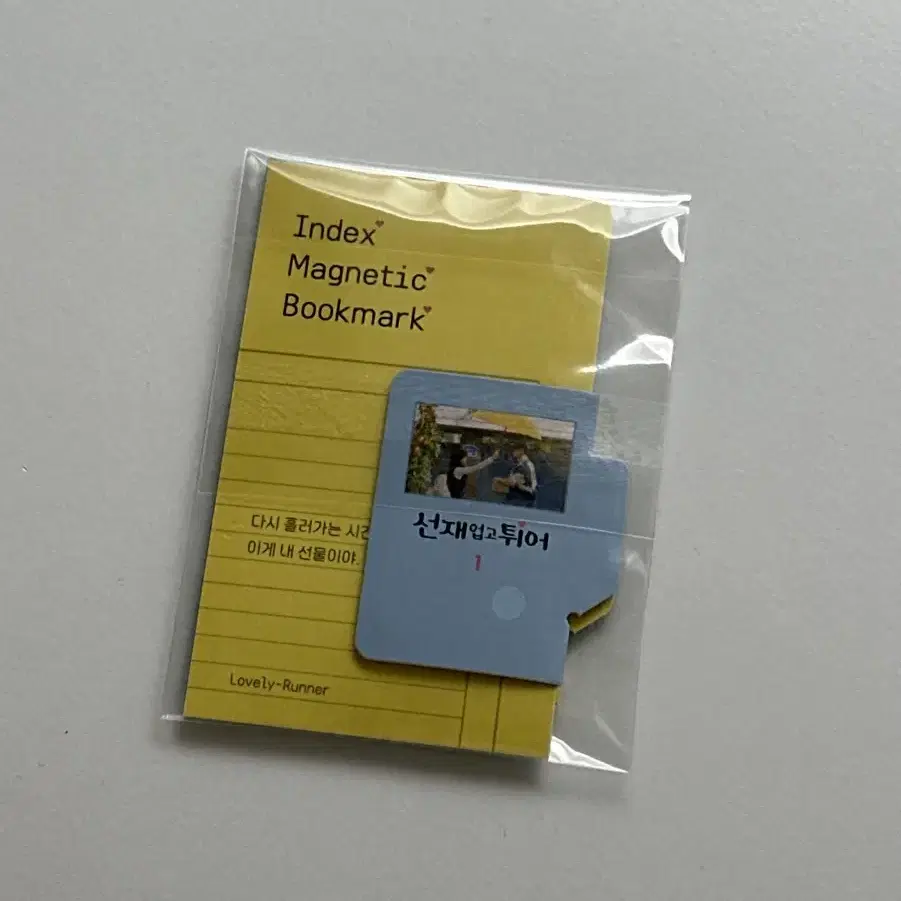 Index
Magnetic
Bookmark
다시 흘러가는 시간
이게 내 선물이야.
Lovely-Runner
선재업고튀어
1